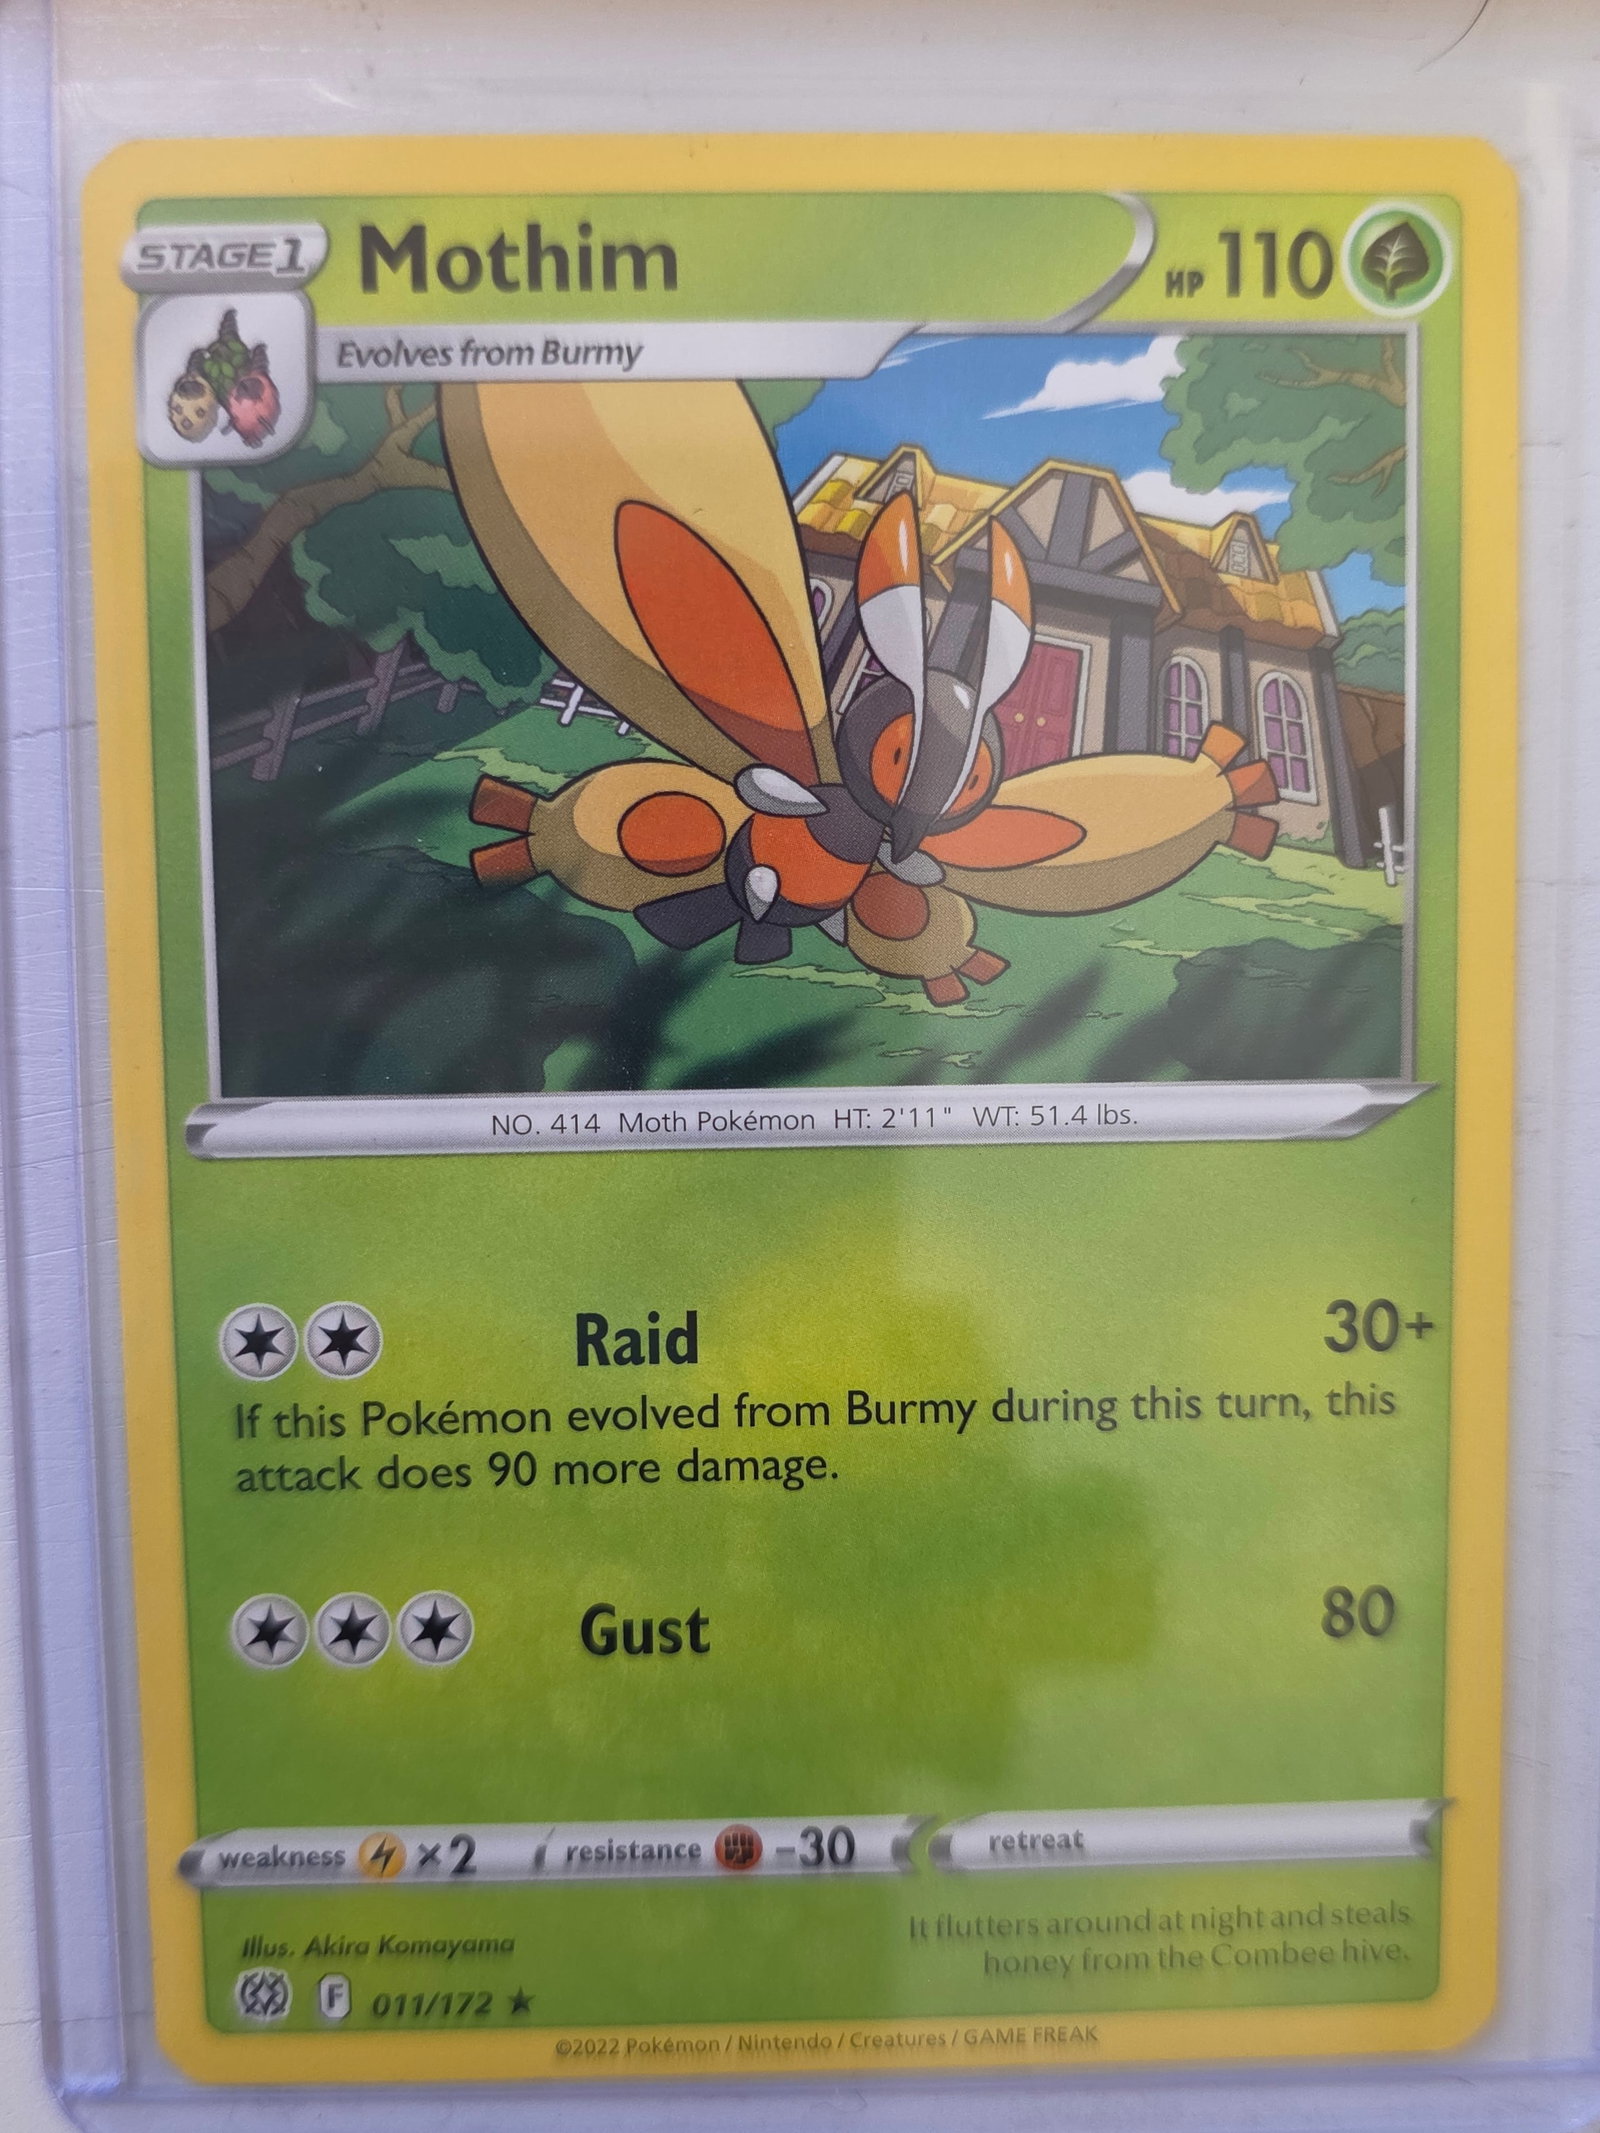 STAGE 1 Mothim HP 110
Evolves from Burmy
NO. 414 Moth Pokémon HT: 2'11" WT: 51.4 lbs.
Raid 30+
If this Pokémon evolved from Burmy during this turn, this
attack does 90 more damage.
Gust 80
weakness ×2 resistance -30 retreat
Illus. Akira Komayama
It flutters around at night and steals
honey from the Combee hive.
F 011/172 ★
©2022 Pokémon / Nintendo / Creatures / GAME FREAK